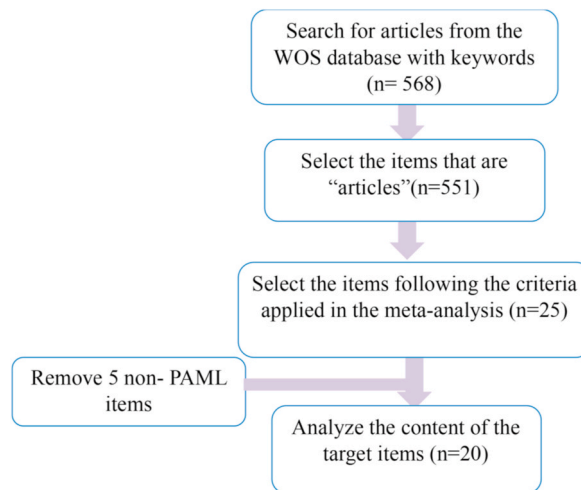 Search for articles from the
WOS database with keywords
(n= 568)
Select the items that are
“articles”(n=551)
Select the items following the criteria
applied in the meta-analysis (n=25)
Remove 5 non- PAML
items
Analyze the content of the
target items (n=20)